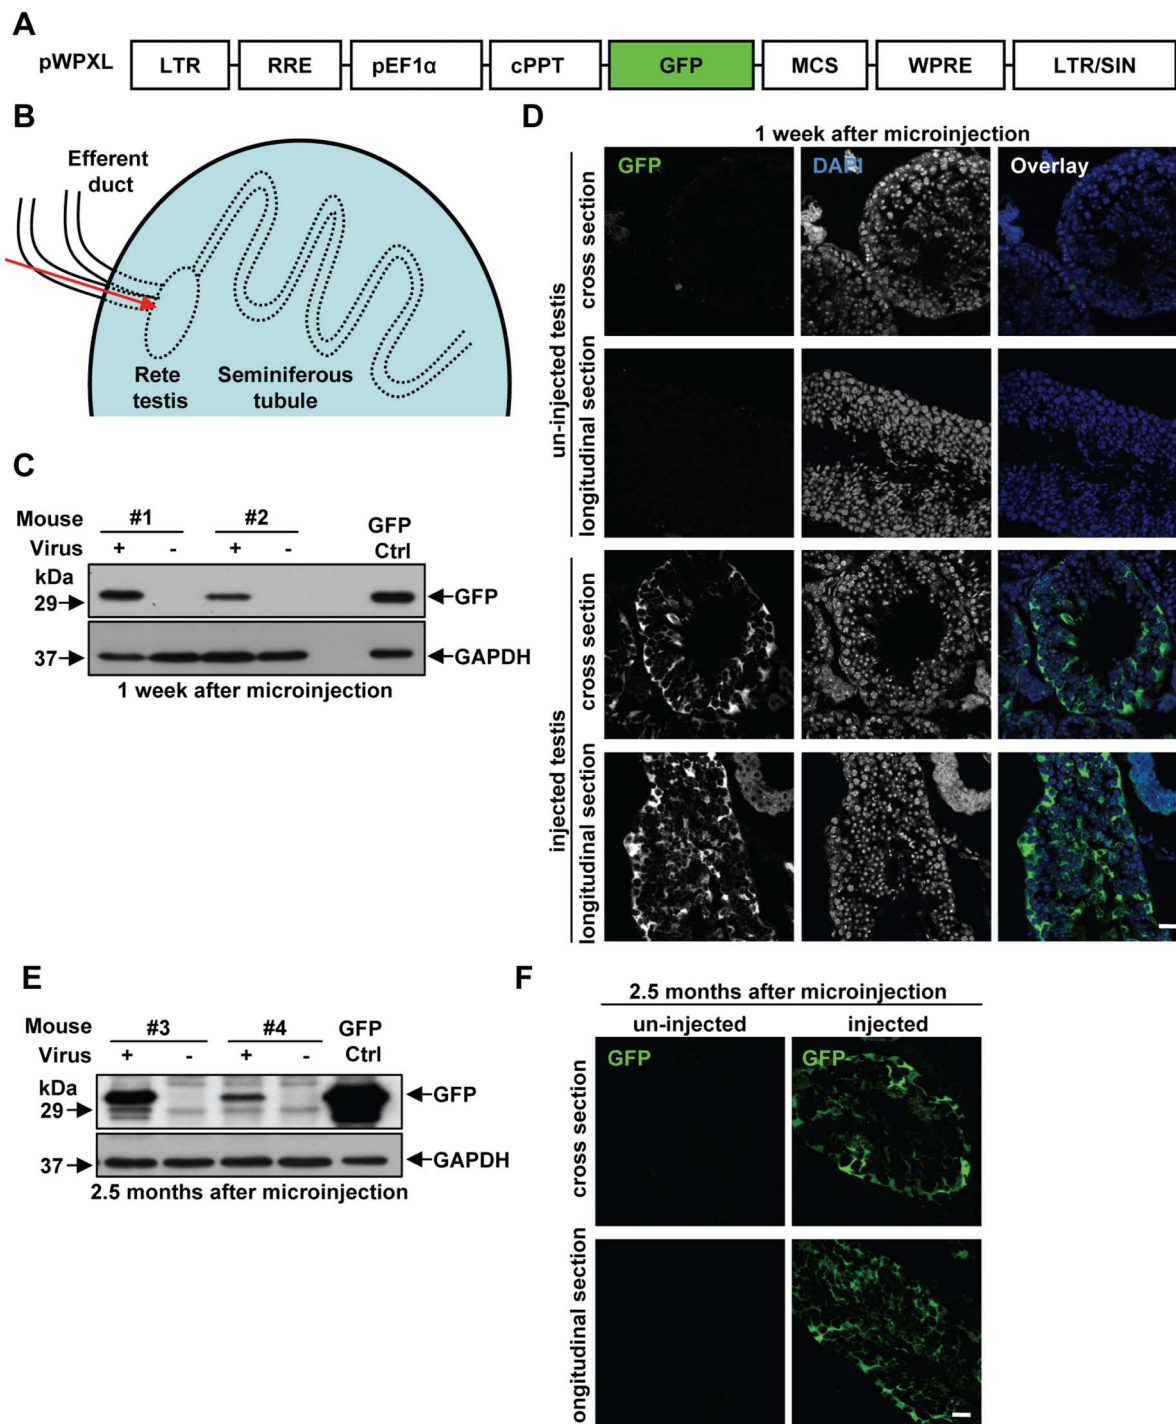 A
pWPXL LTR RRE pEF1α cPPT GFP MCS WPRE LTR/SIN
B
Efferent
duct
Rete
testis
Seminiferous
tubule
C
Mouse #1 #2 GFP
Virus + - + - Ctrl
kDa
29 GFP
37 GAPDH
1 week after microinjection
D
1 week after microinjection
GFP DAPI Overlay
un-injected testis
cross section
longitudinal section
injected testis
cross section
longitudinal section
E
Mouse #3 #4 GFP
Virus + - + - Ctrl
kDa
29 GFP
37 GAPDH
2.5 months after microinjection
F
2.5 months after microinjection
un-injected injected
GFP GFP
cross section
ongitudinal section